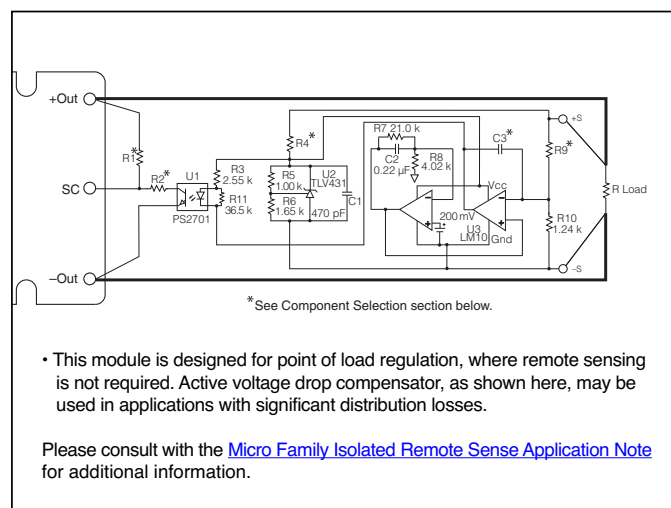 +Out
R1*
SC
R2*
U1
PS2701
R3
2.55 k
R11
36.5 k
–Out
R4*
R5
1.00 k
R6
1.65 k
U2
TLV431
C1
470 pF
R7 21.0 k
C2
0.22 µF
R8
4.02 k
C3*
Vcc
200 mV
U3
LM10
Gnd
+S
R9*
R10
1.24 k
–S
R Load
*See Component Selection section below.
• This module is designed for point of load regulation, where remote sensing
is not required. Active voltage drop compensator, as shown here, may be
used in applications with significant distribution losses.
Please consult with the Micro Family Isolated Remote Sense Application Note
for additional information.